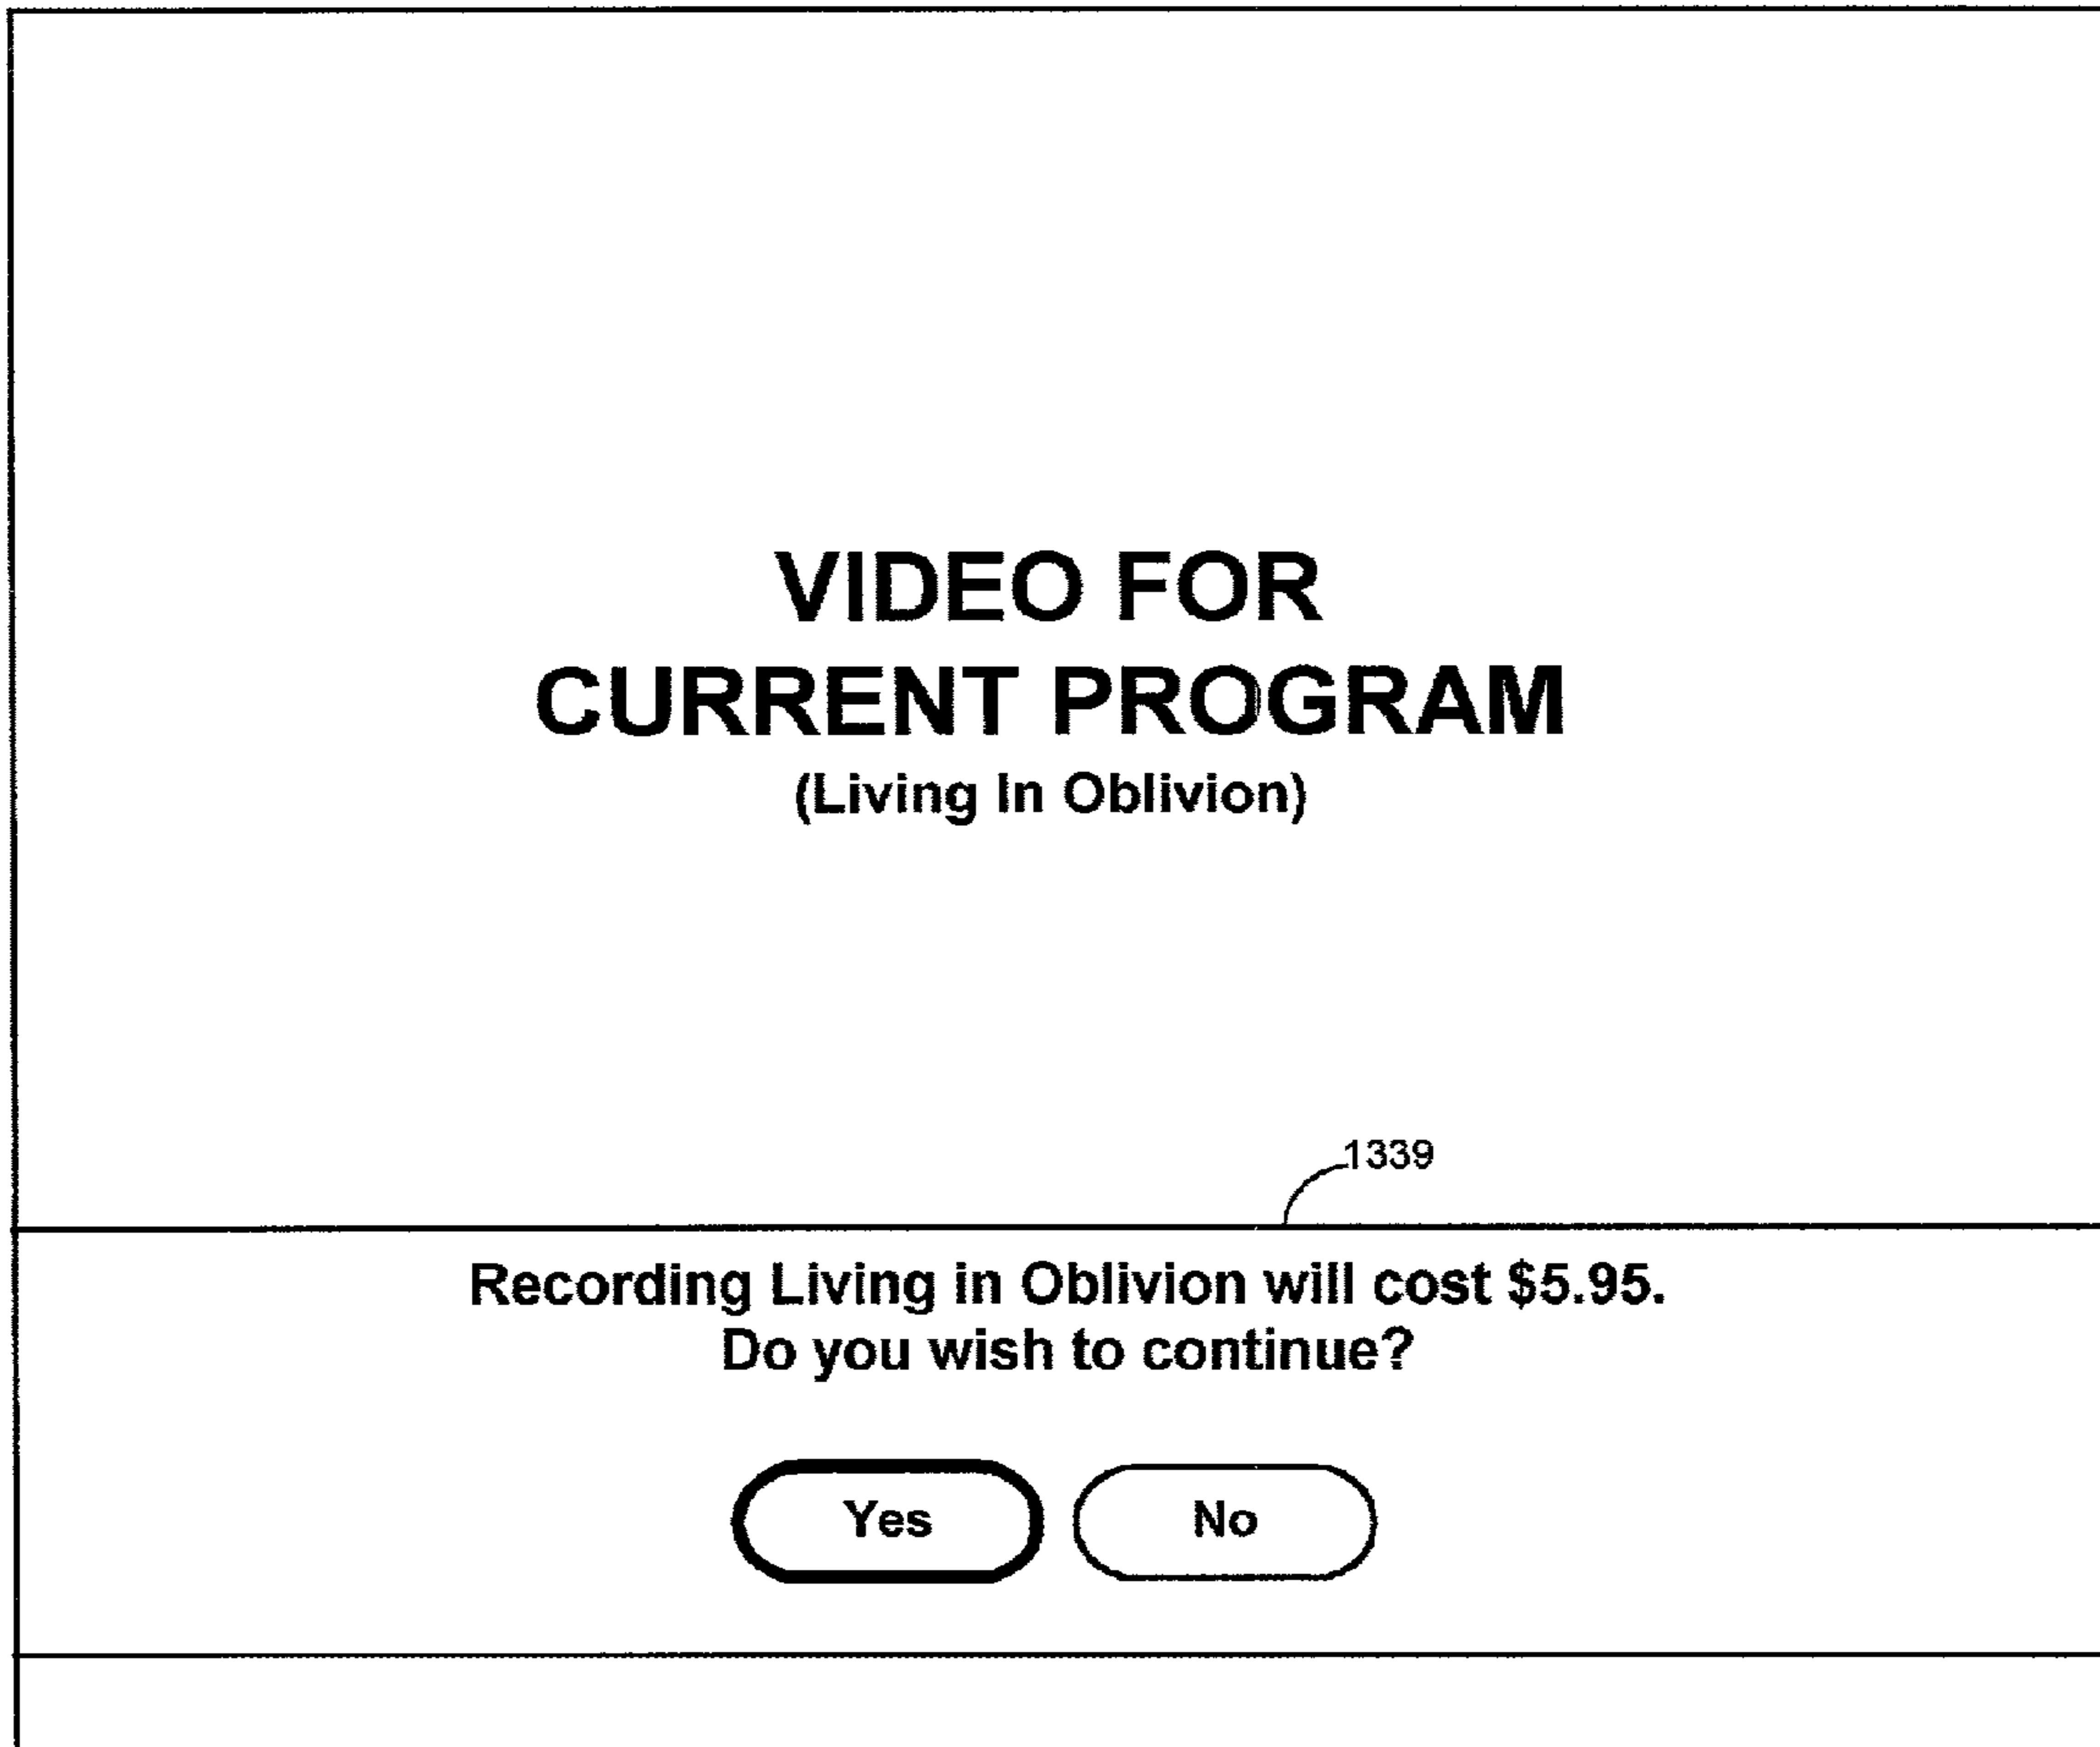 VIDEO FOR
CURRENT PROGRAM
(Living In Oblivion)
1339
Recording Living in Oblivion will cost $5.95.
Do you wish to continue?
Yes No